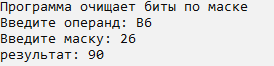 Программа очищает биты по маске
Введите операнд: B6
Введите маску: 26
результат: 90